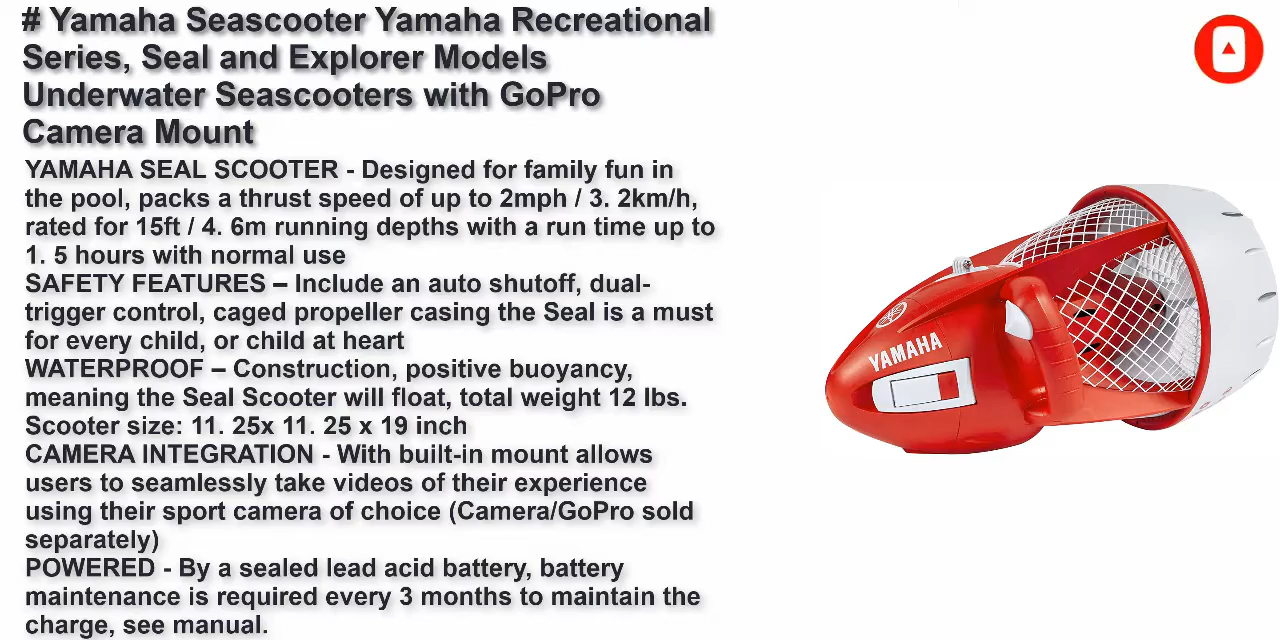 # Yamaha Seascooter Yamaha Recreational
Series, Seal and Explorer Models
Underwater Seascooters with GoPro
Camera Mount
YAMAHA SEAL SCOOTER - Designed for family fun in
the pool, packs a thrust speed of up to 2mph / 3. 2km/h,
rated for 15ft / 4. 6m running depths with a run time up to
1. 5 hours with normal use
SAFETY FEATURES – Include an auto shutoff, dual-
trigger control, caged propeller casing the Seal is a must
for every child, or child at heart
WATERPROOF – Construction, positive buoyancy,
meaning the Seal Scooter will float, total weight 12 lbs.
Scooter size: 11. 25x 11. 25 x 19 inch
CAMERA INTEGRATION - With built-in mount allows
users to seamlessly take videos of their experience
using their sport camera of choice (Camera/GoPro sold
separately)
POWERED - By a sealed lead acid battery, battery
maintenance is required every 3 months to maintain the
charge, see manual.
YAMAHA